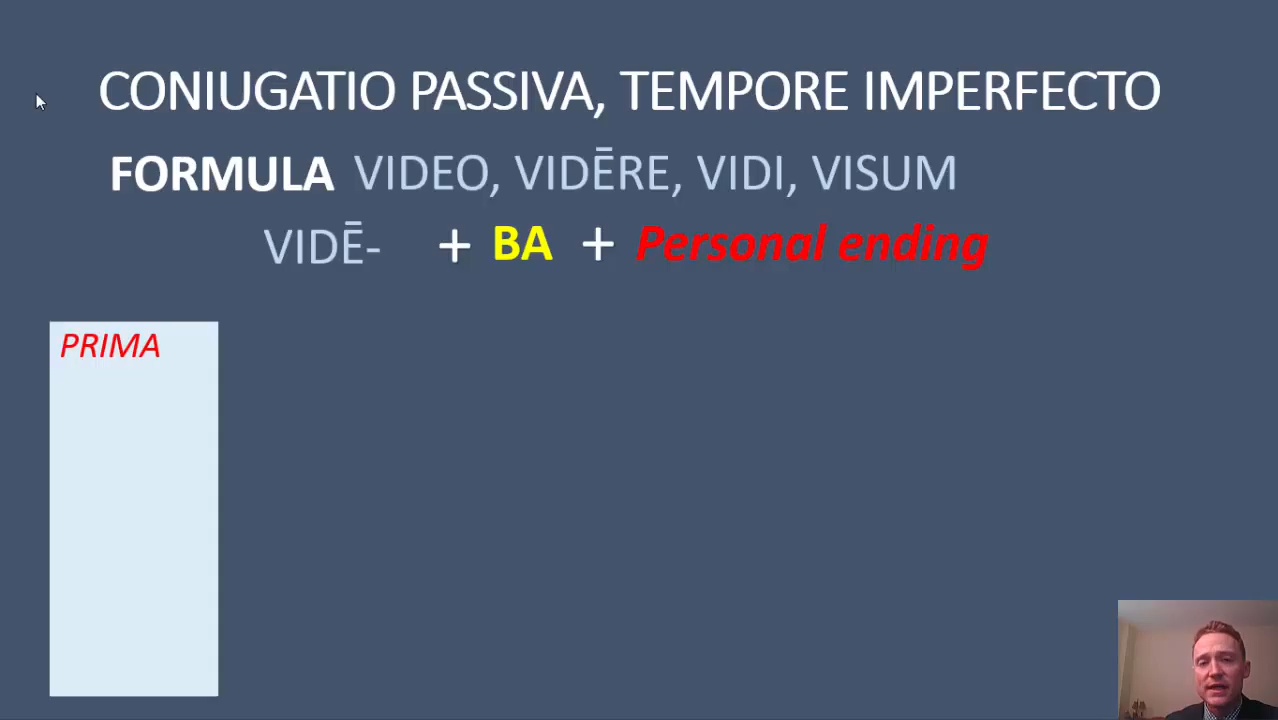 CONIUGATIO PASSIVA, TEMPORE IMPERFECTO
FORMULA VIDEO, VIDĒRE, VIDI, VISUM
VIDĒ- + BA + Personal ending
PRIMA